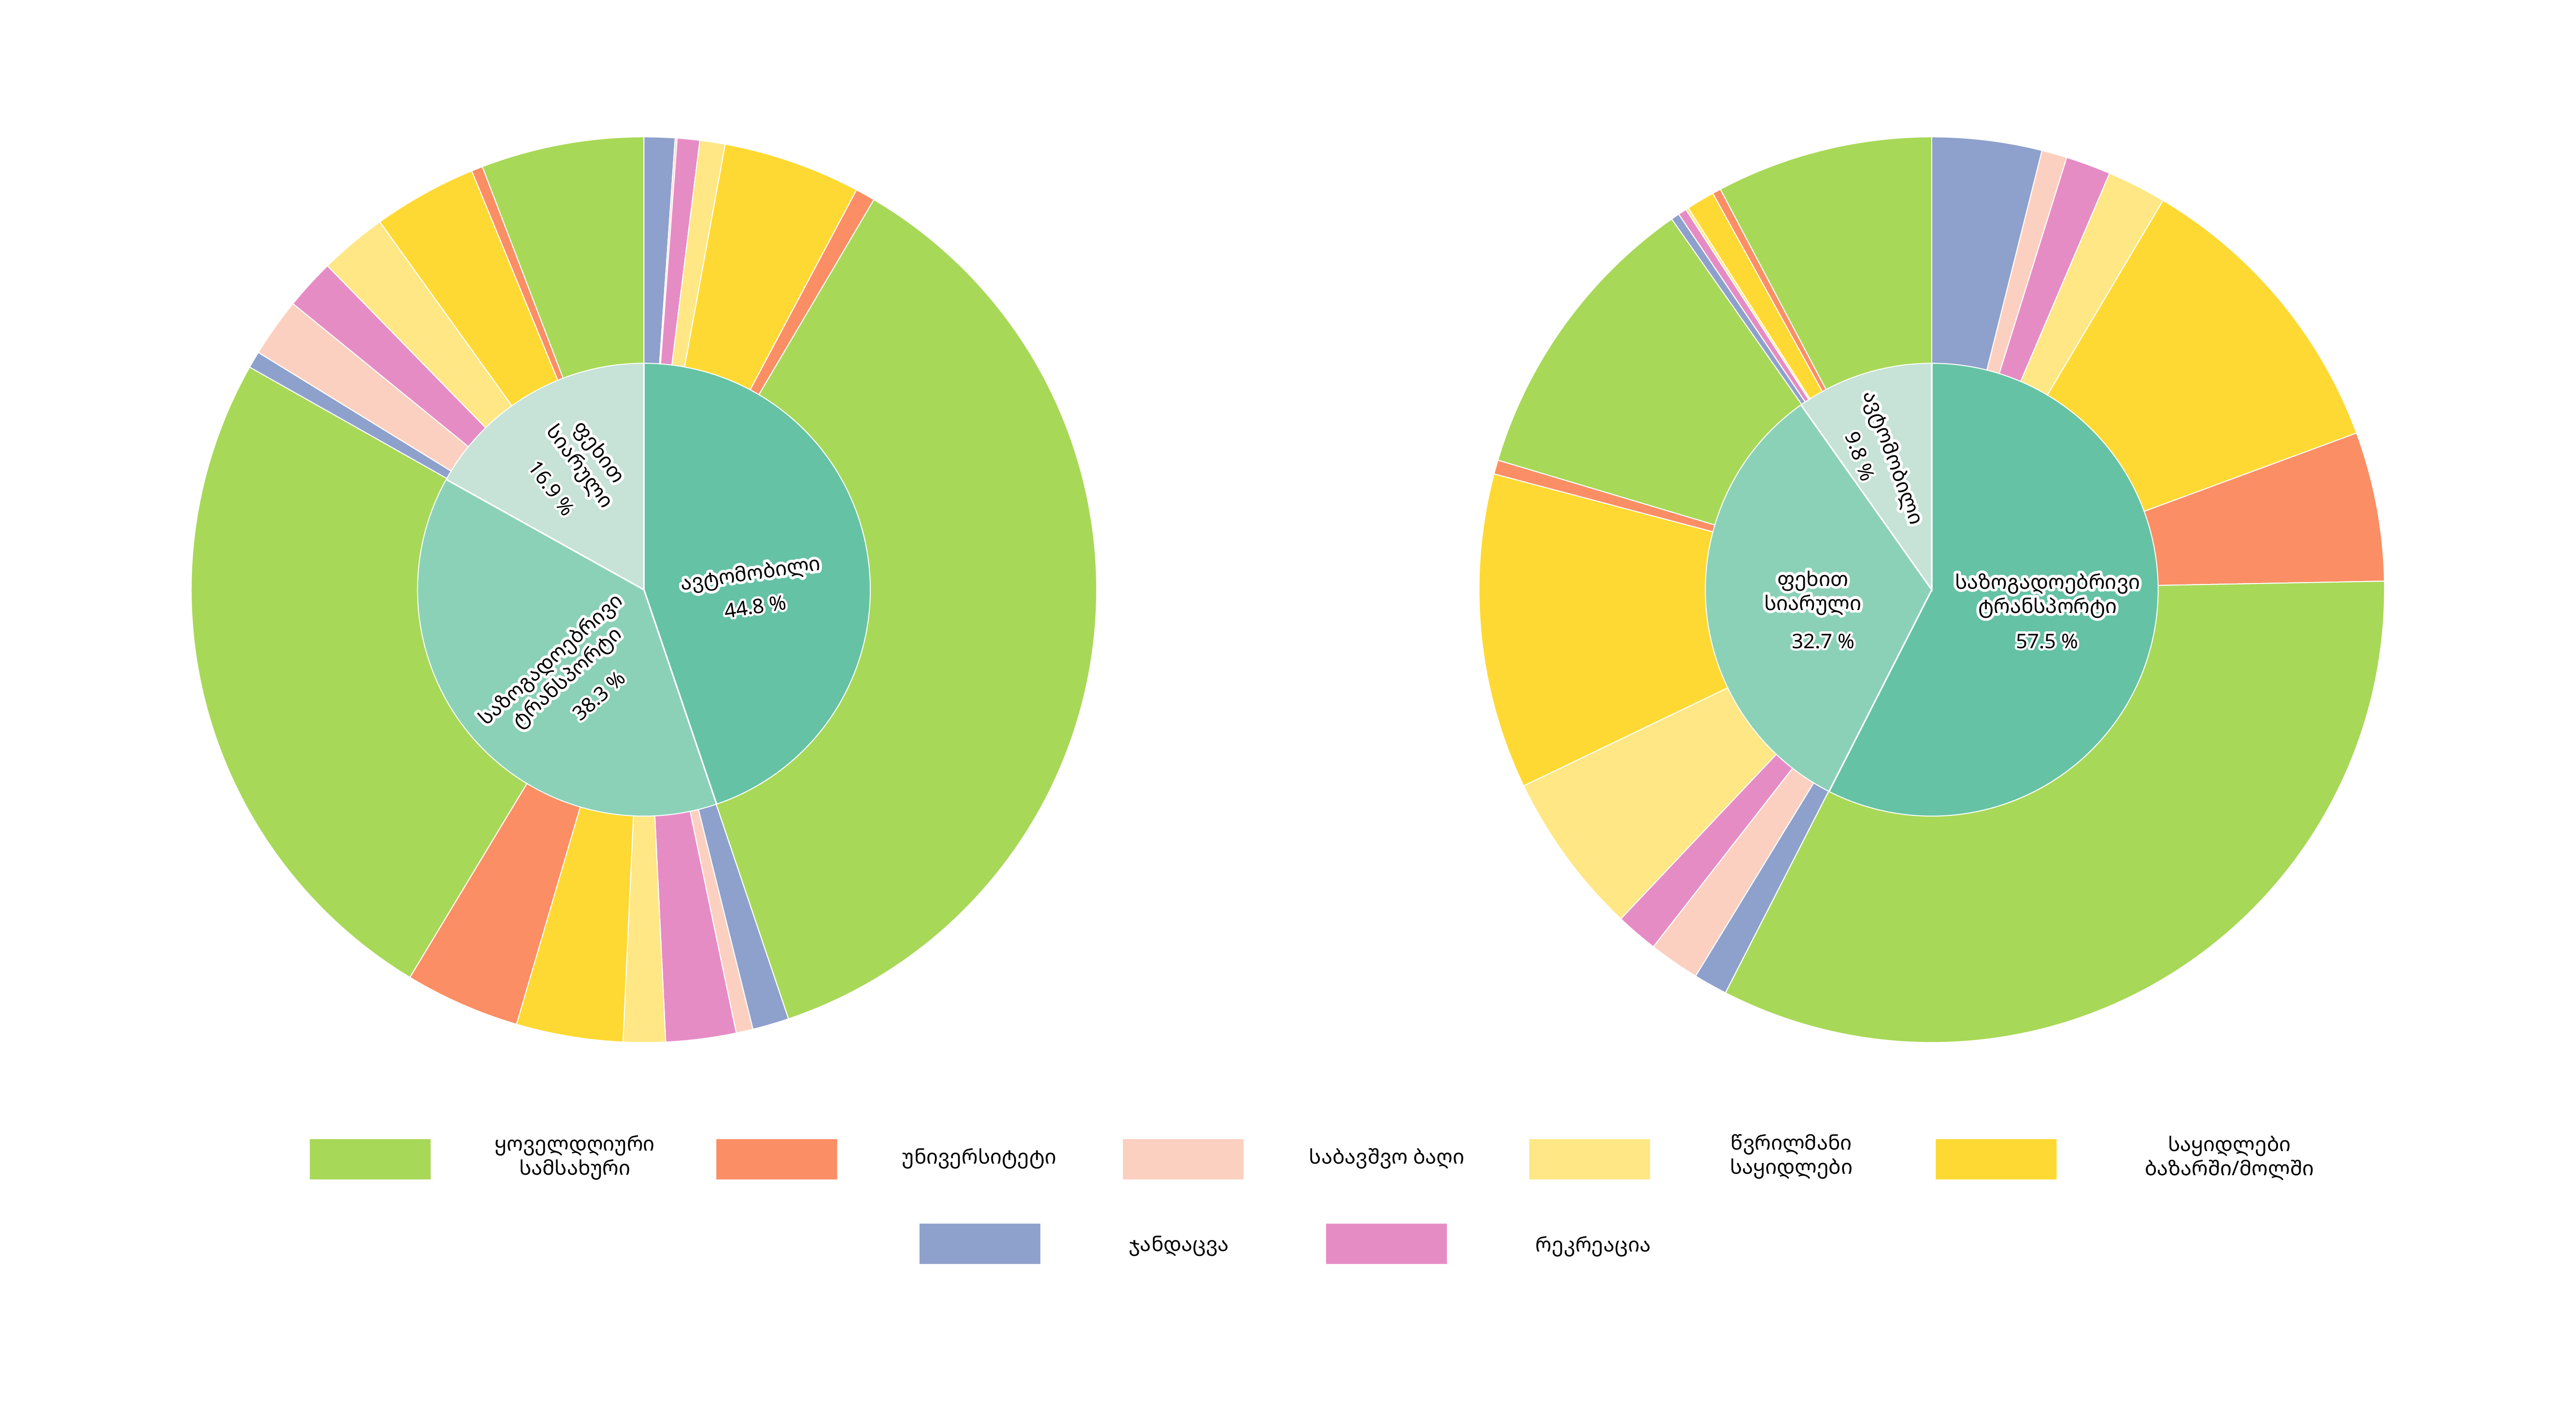 ფეხით
სიარული
16.9 %
ავტომობილი
44.8 %
საზოგადოებრივი
ტრანსპორტი
38.3 %
ავტომობილი
9.8 %
ფეხით
სიარული
32.7 %
საზოგადოებრივი
ტრანსპორტი
57.5 %
ყოველდღიური
სამსახური
უნივერსიტეტი
საბავშვო ბაღი
წვრილმანი
საყიდლები
საყიდლები
ბაზარში/მოლში
ჯანდაცვა
რეკრეაცია